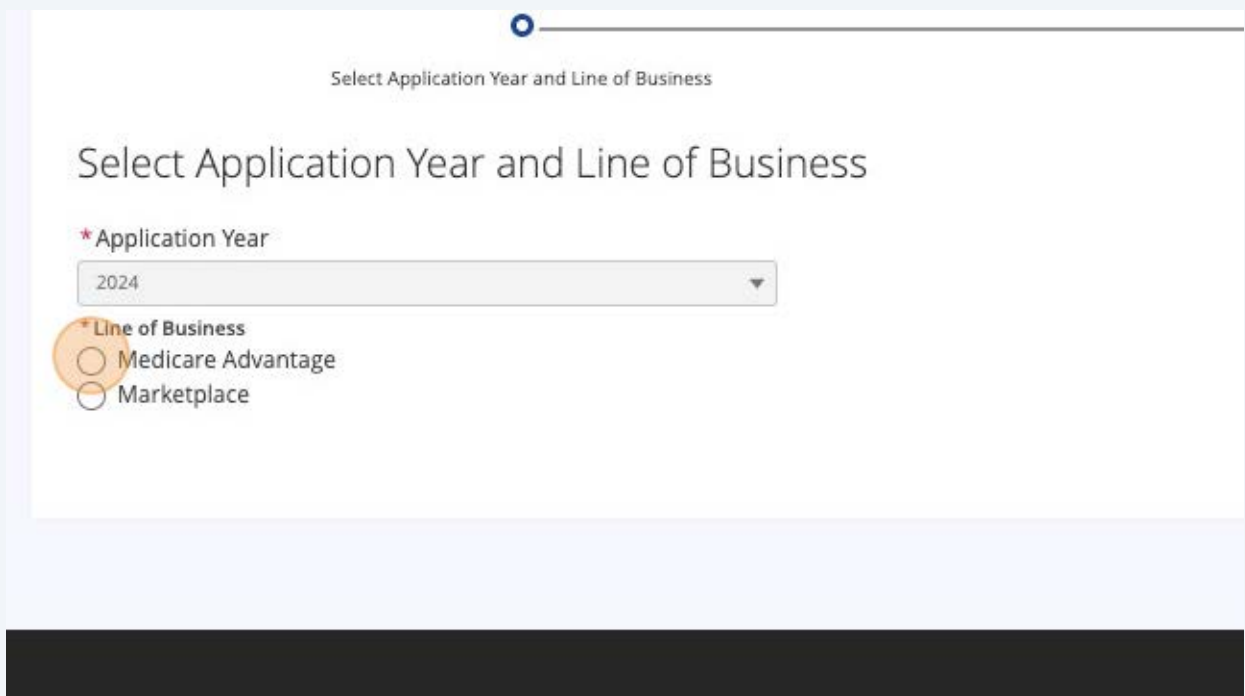 Select Application Year and Line of Business
Select Application Year and Line of Business
*Application Year
2024
*Line of Business
Medicare Advantage
Marketplace